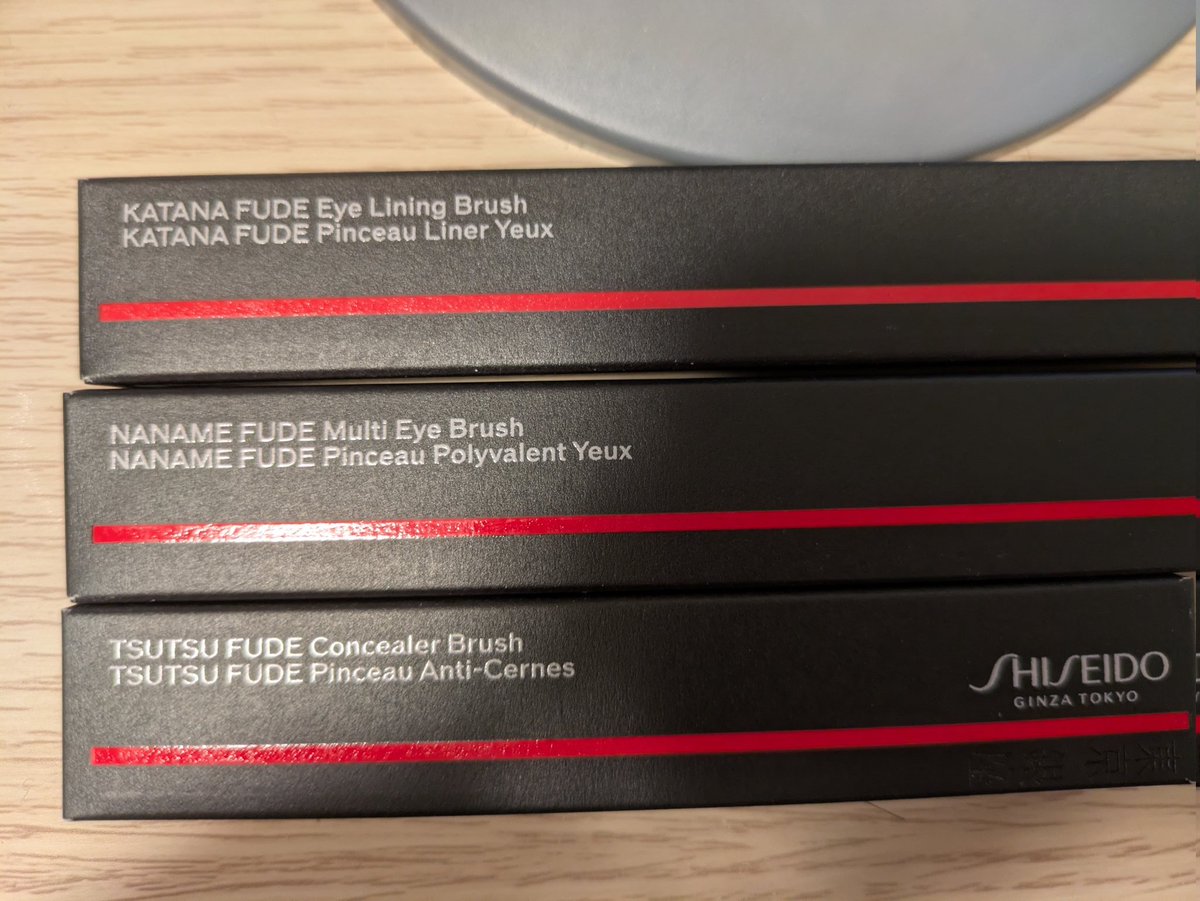 KATANA FUDE Eye Lining Brush
KATANA FUDE Pinceau Liner Yeux
NANAME FUDE Multi Eye Brush
NANAME FUDE Pinceau Polyvalent Yeux
TSUTSU FUDE Concealer Brush
TSUTSU FUDE Pinceau Anti-Cernes
SHISEIDO
GINZA TOKYO